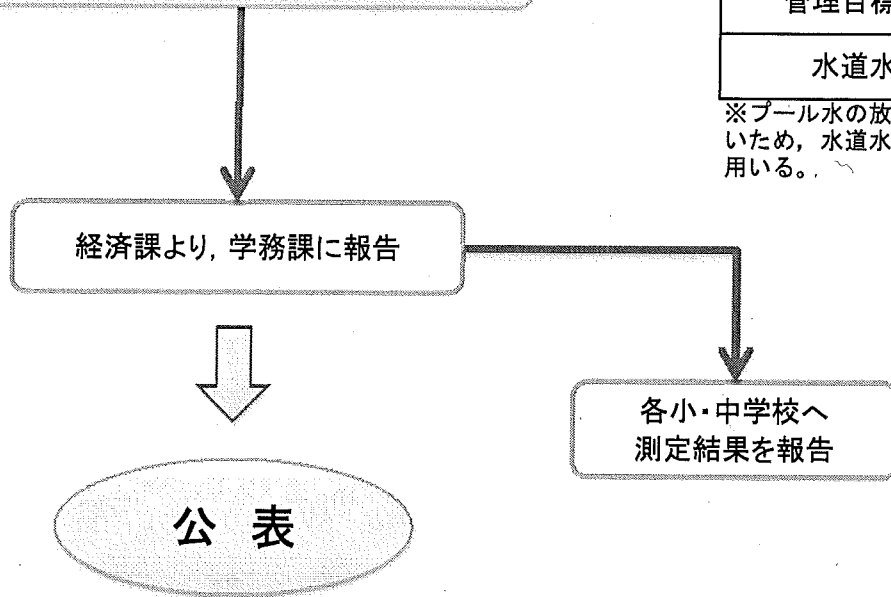 管理目標
水道水
※プール水の放
いため，水道水
用いる。
経済課より，学務課に報告
各小・中学校へ
測定結果を報告
公 表